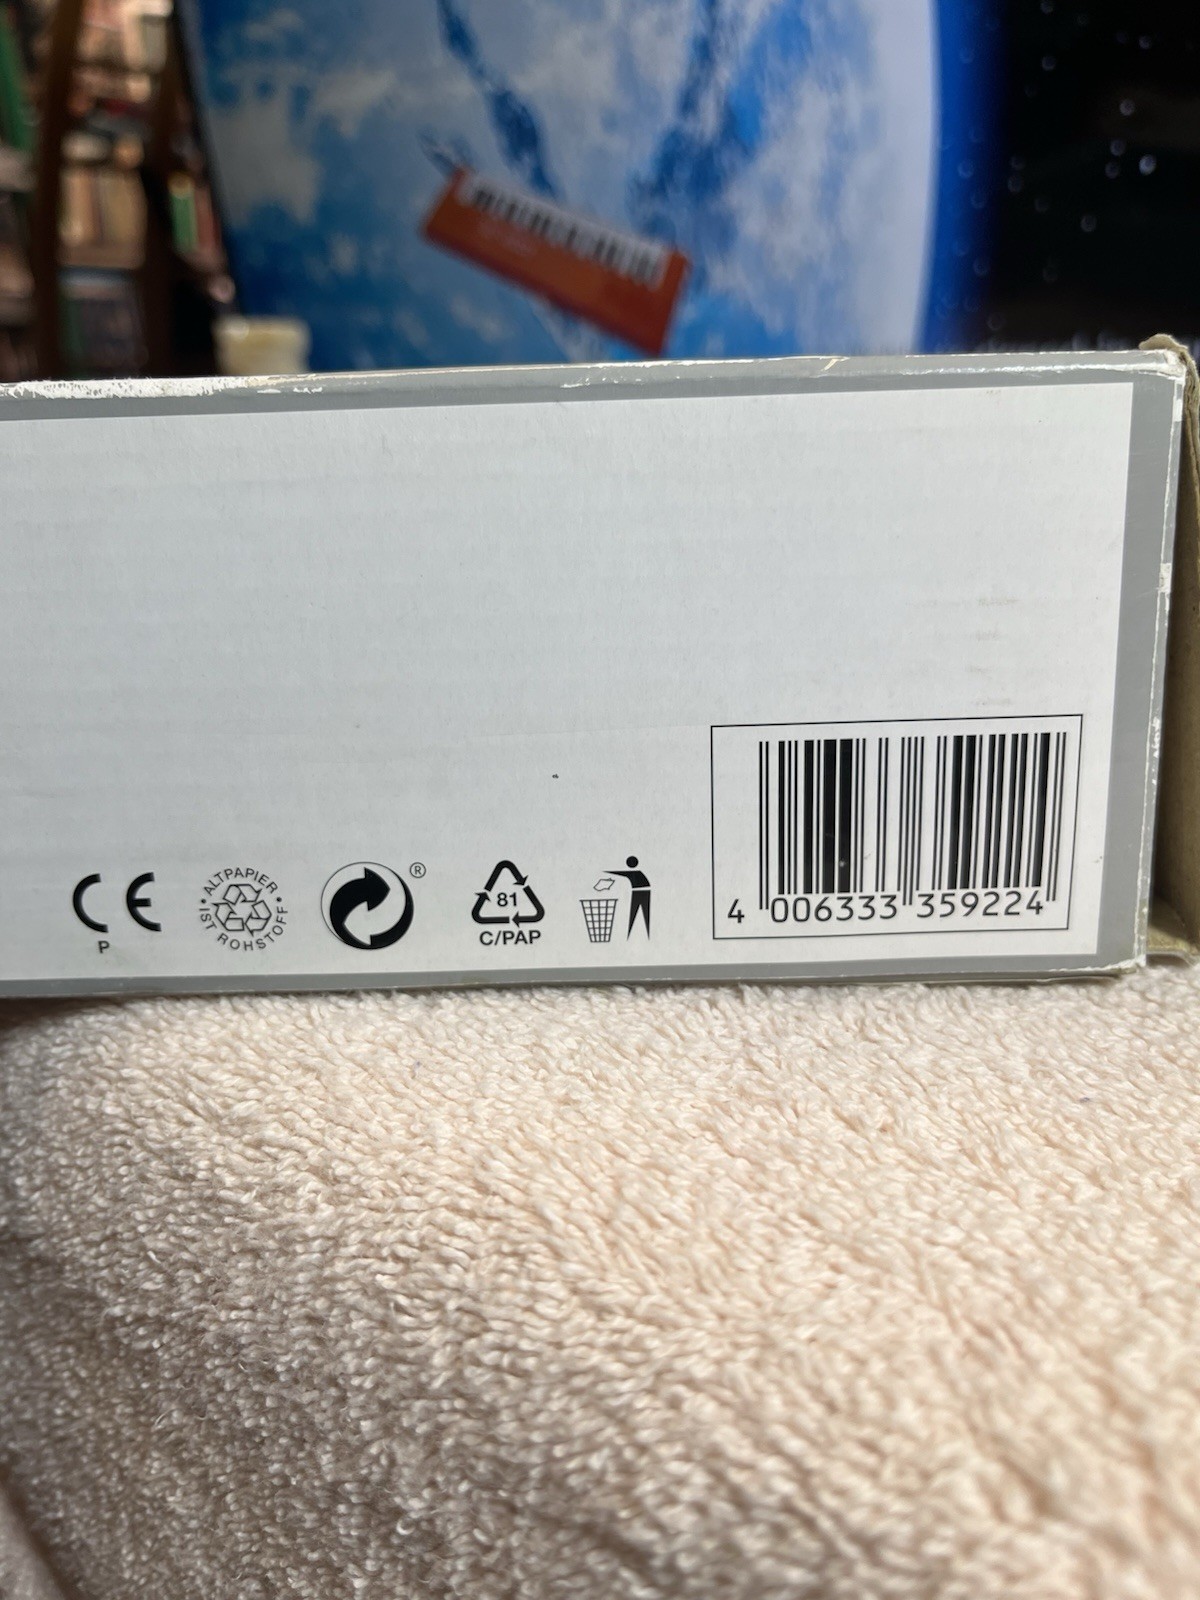 CE
P
ALTPAPIER
IST ROHSTOFF
®
81
C/PAP
4 006333 359224